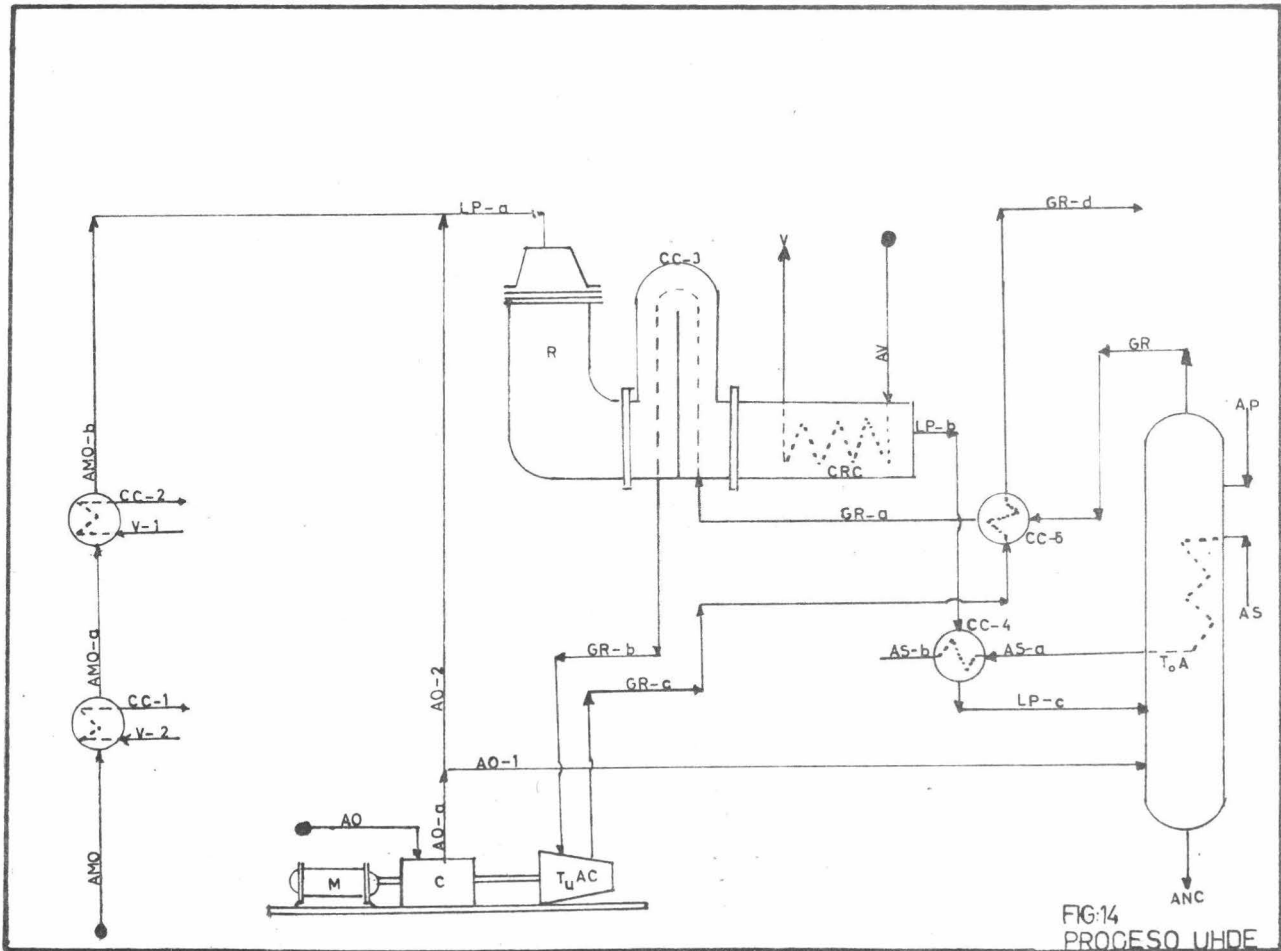 LP-a
GR-d
V
CC-3
AV
R
GR
AP
AMO-b
LP-b
CRC
CC-2
V-1
GR-a
CC-5
AS
CC-4
AMO-a
GR-b
AS-b
AS-a
ToA
GR-c
AO-2
CC-1
V-2
LP-c
AO-1
AO
AO-a
AMO
M
C
TuAC
ANC
FIG:14
PROCESO UHDE